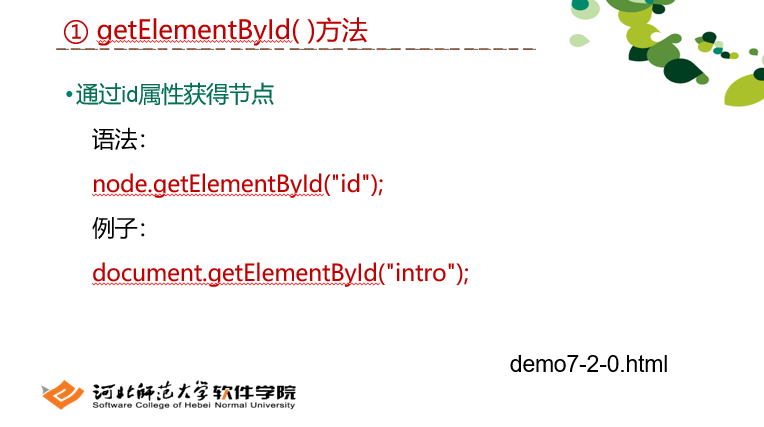 ① getElementById( )方法
•通过id属性获得节点
语法：
node.getElementById("id");
例子：
document.getElementById("intro");
demo7-2-0.html
河北师范大学软件学院
Software College of Hebei Normal University